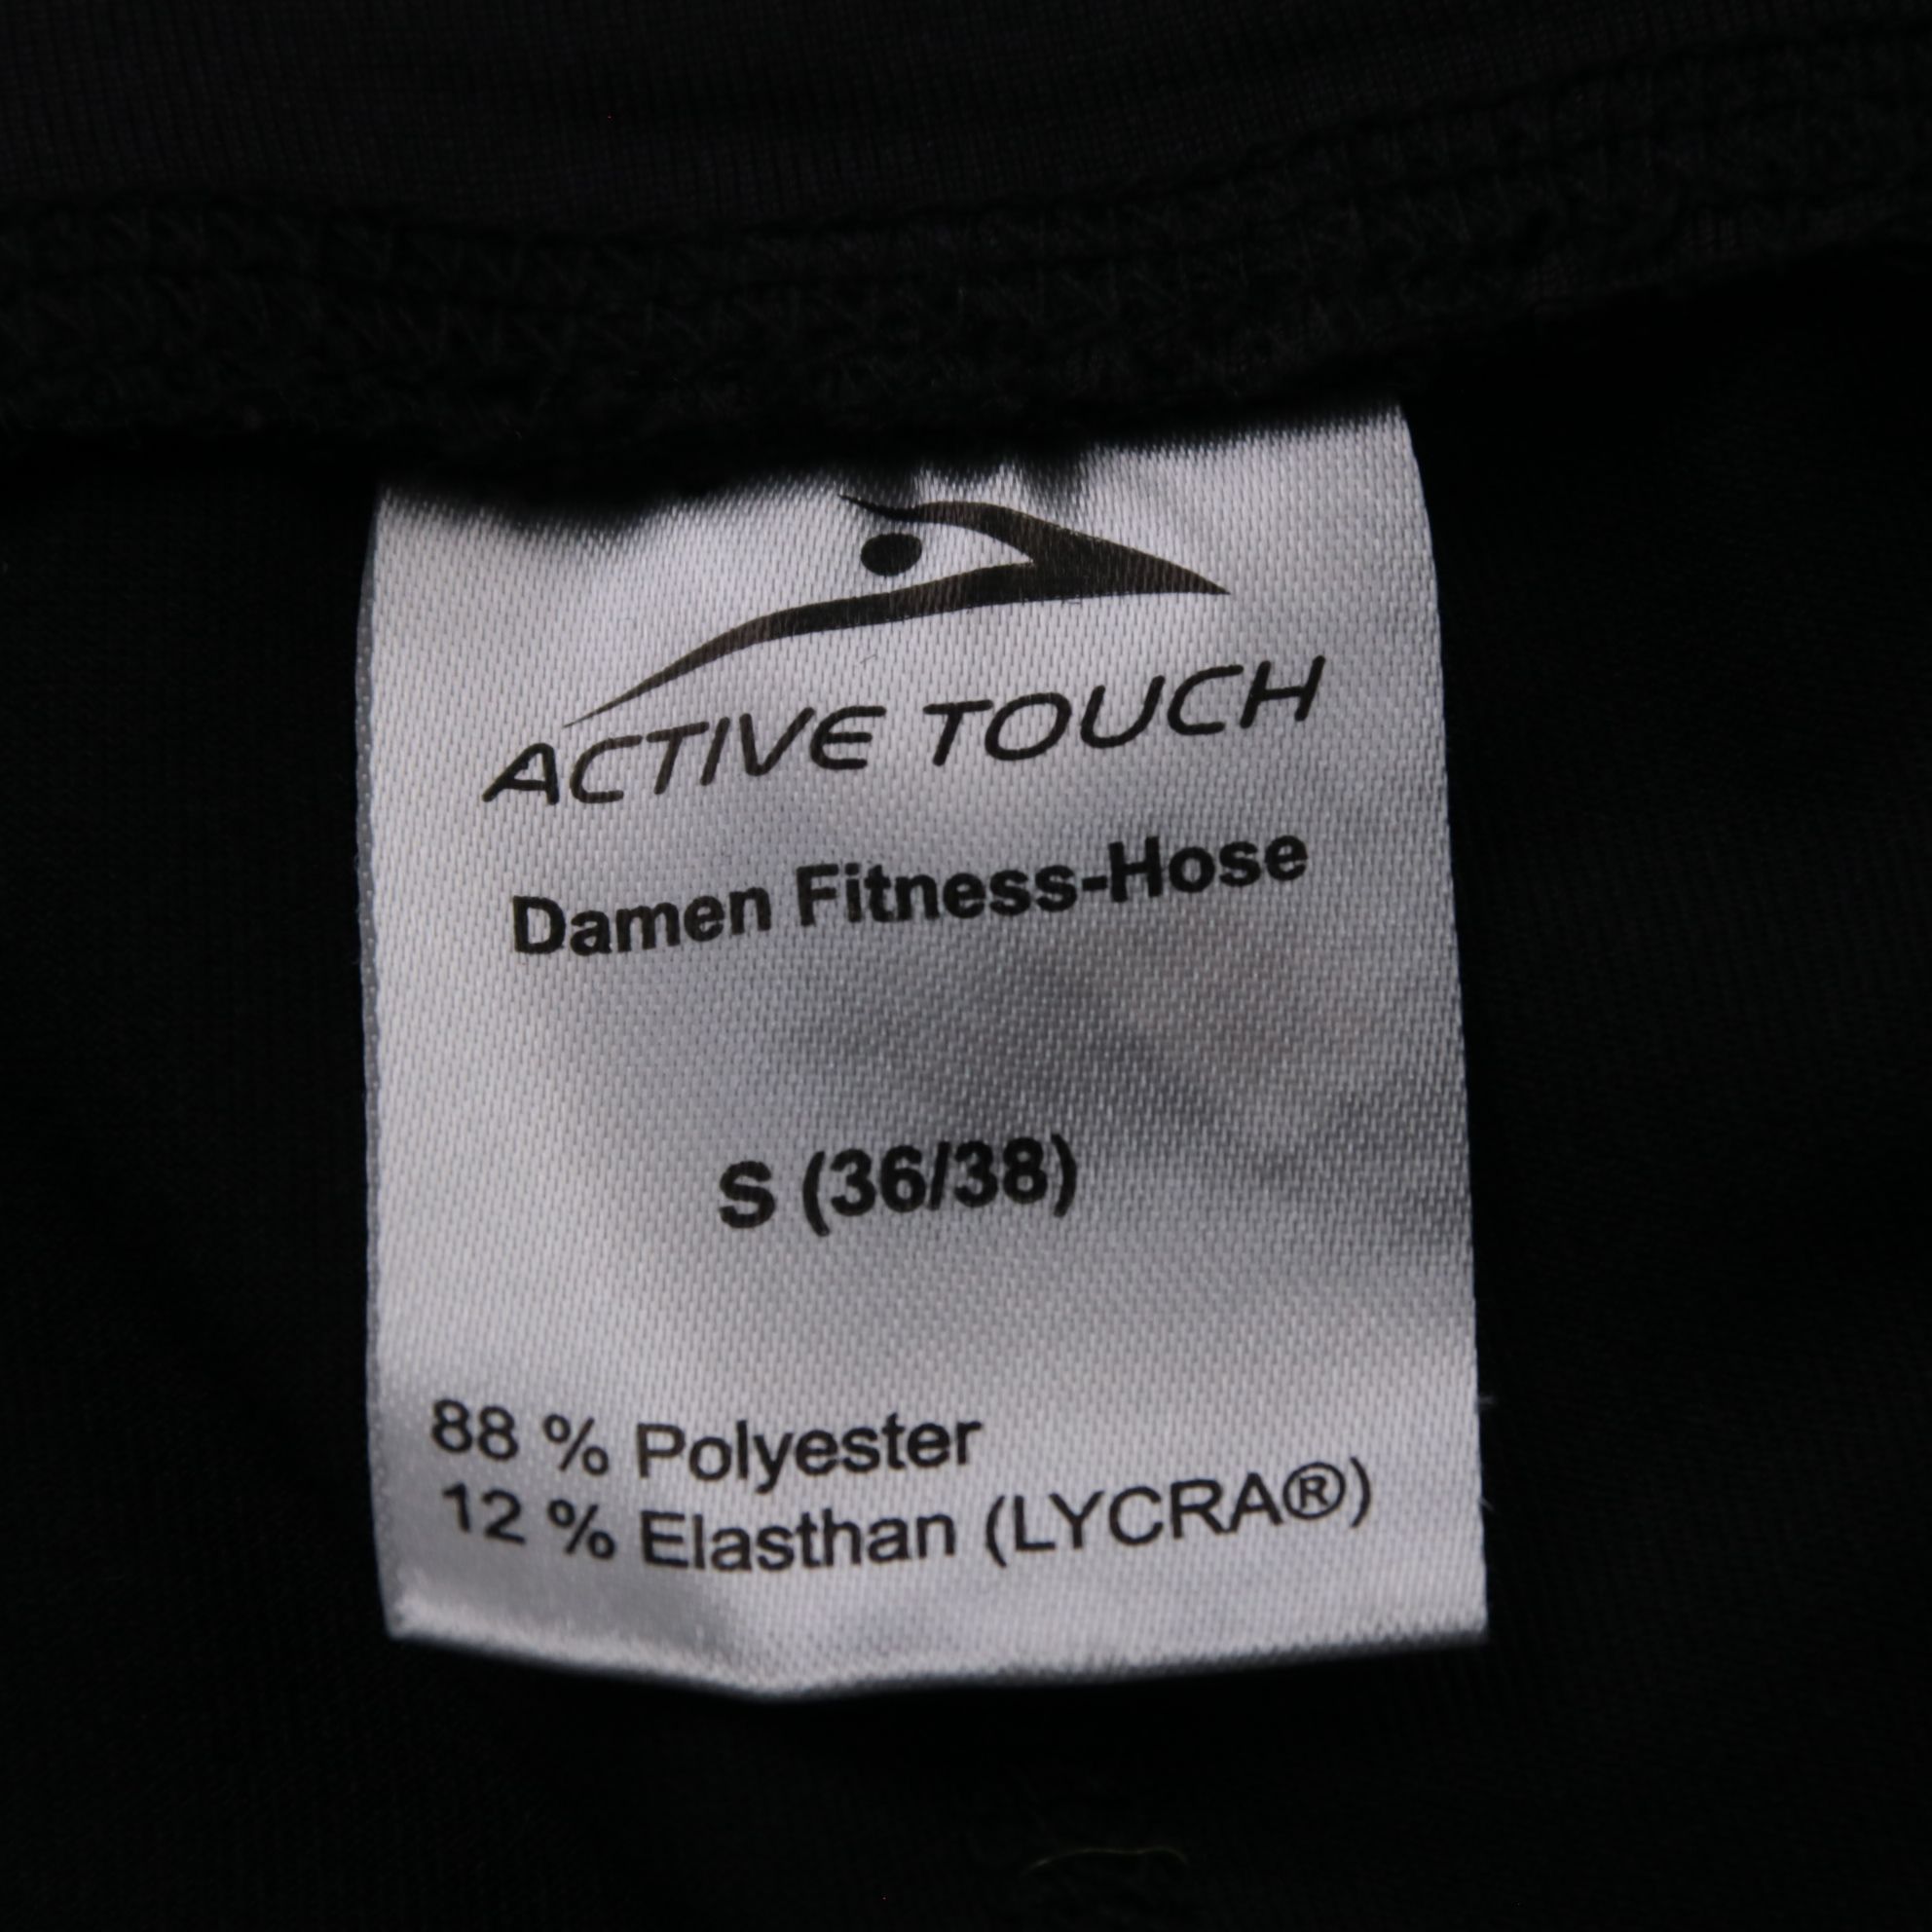 ACTIVE TOUCH
Damen Fitness-Hose
S (36/38)
88 % Polyester
12 % Elasthan (LYCRA®)